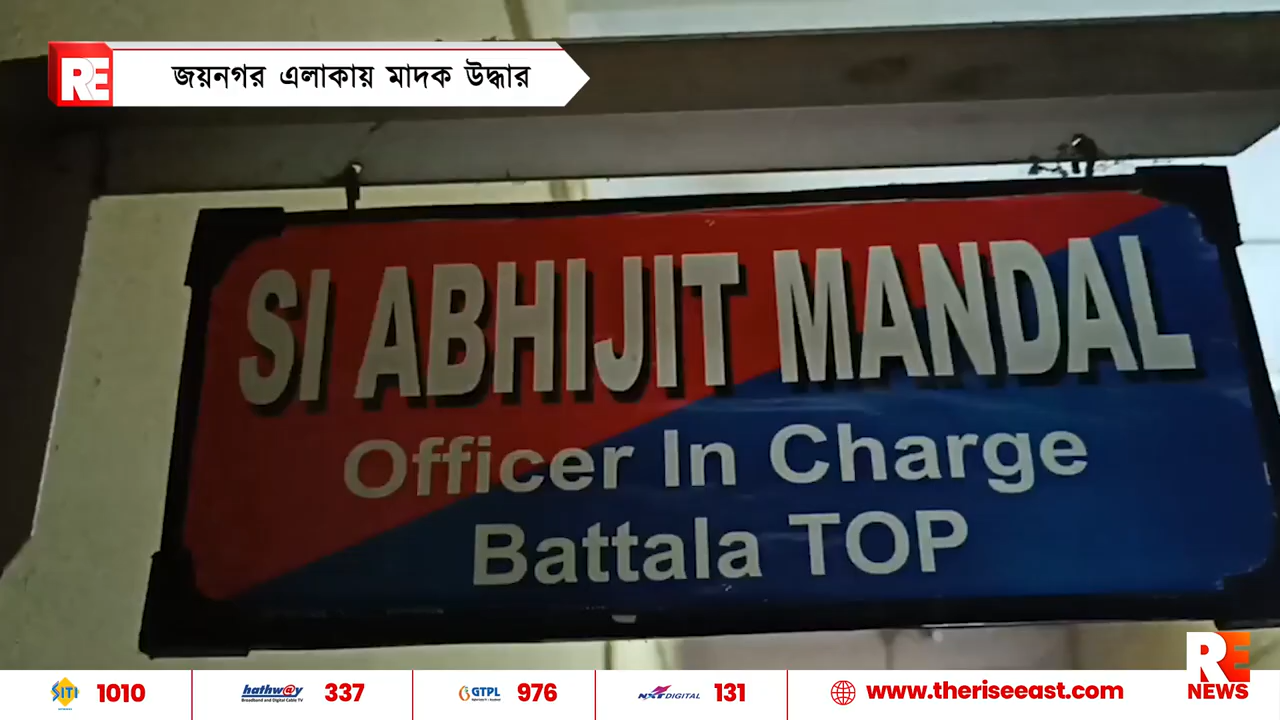 RE
জয়নগর এলাকায় মাদক উদ্ধার
SI ABHIJIT MANDAL
Officer In Charge
Battala TOP
SITI 1010
hathw@y 337
GTPL 976
NXT DIGITAL 131
www.theriseeast.com
RE
NEWS